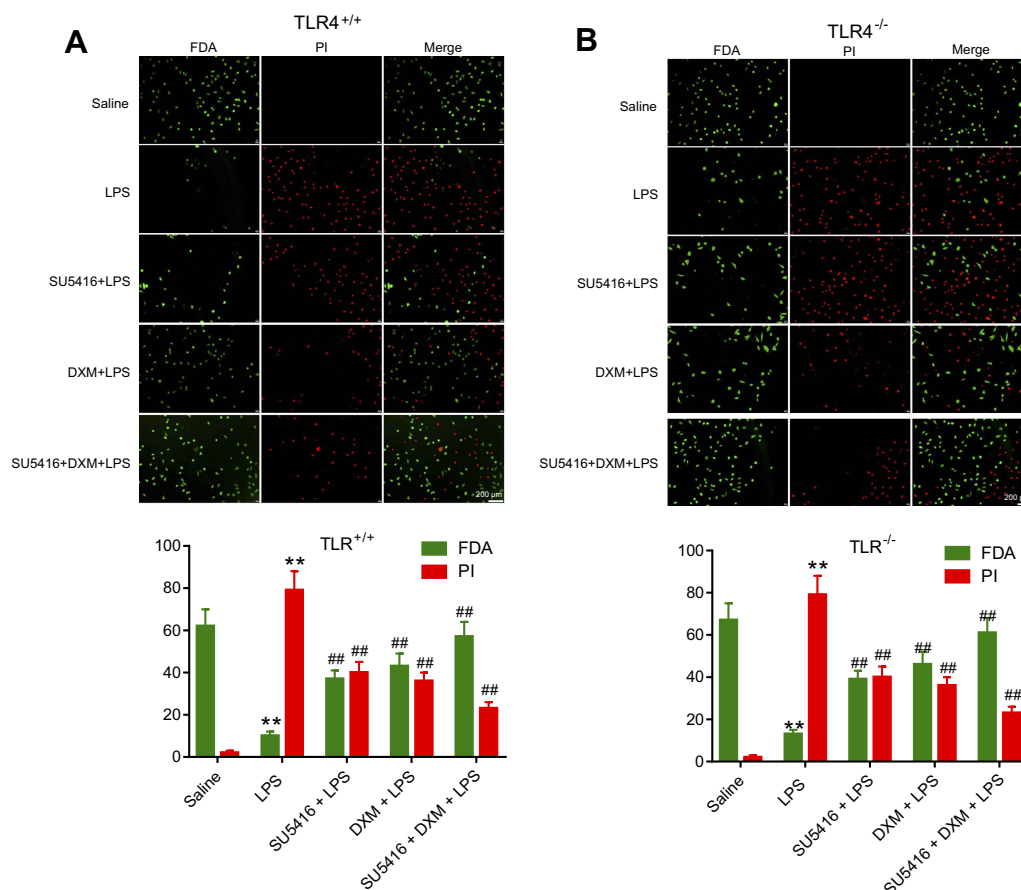 A
TLR4+/+
FDA PI Merge
Saline
LPS
SU5416+LPS
DXM+LPS
SU5416+DXM+LPS
200 µm
TLR+/+
FDA
PI
80
60
40
20
0
**
**
##
##
##
##
##
##
Saline
LPS
SU5416 + LPS
DXM + LPS
SU5416 + DXM + LPS
B
TLR4-/-
FDA PI Merge
Saline
LPS
SU5416+LPS
DXM+LPS
SU5416+DXM+LPS
200 µm
TLR-/-
FDA
PI
100
80
60
40
20
0
**
**
##
##
##
##
##
##
Saline
LPS
SU5416 + LPS
DXM + LPS
SU5416 + DXM + LPS